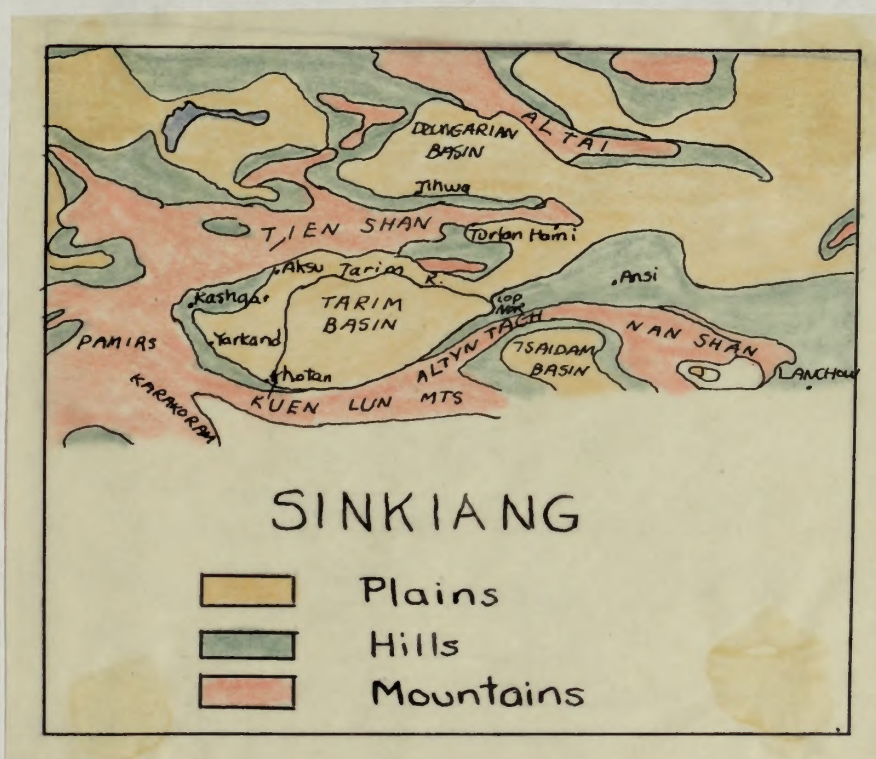 ALTAI
DZUNGARIAN
BASIN
Tihwa
TIEN SHAN
Turfan Hami
Aksu Tarim
R.
Ansi
Kashgar
LOP
NOR
TARIM
BASIN
Yarkand
PAMIRS
ALTYN TAGH
NAN SHAN
TSAIDAM
BASIN
Khotan
LANCHOW
KARAKORAM
KUEN LUN MTS
SINKIANG
Plains
Hills
Mountains